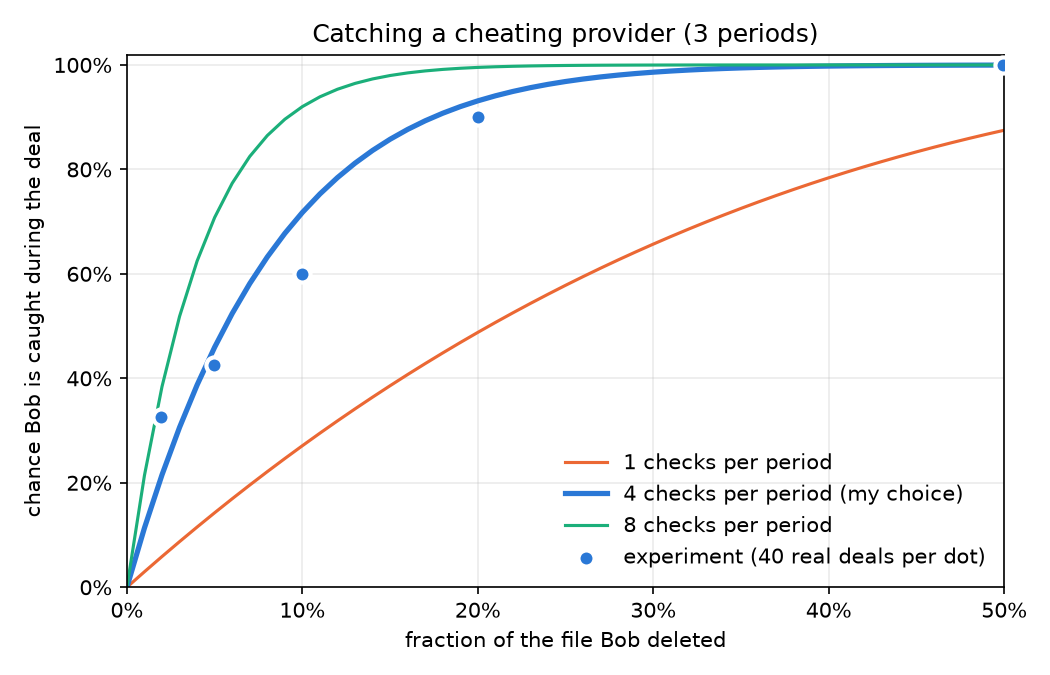 Catching a cheating provider (3 periods)
chance Bob is caught during the deal
100%
80%
60%
40%
20%
0%
1 checks per period
4 checks per period (my choice)
8 checks per period
experiment (40 real deals per dot)
0%
10%
20%
30%
40%
50%
fraction of the file Bob deleted